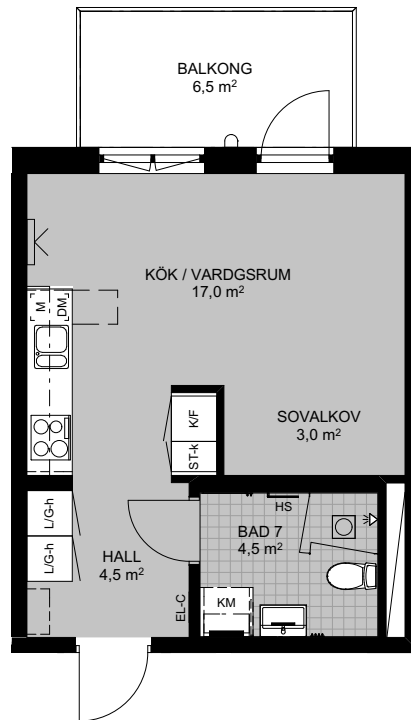 BALKONG
6,5 m²
KÖK / VARDGSRUM
17,0 m²
M
DM
K/F
ST-k
SOVALKOV
3,0 m²
L/G-h
L/G-h
HALL
4,5 m²
EL-C
HS
BAD 7
4,5 m²
KM